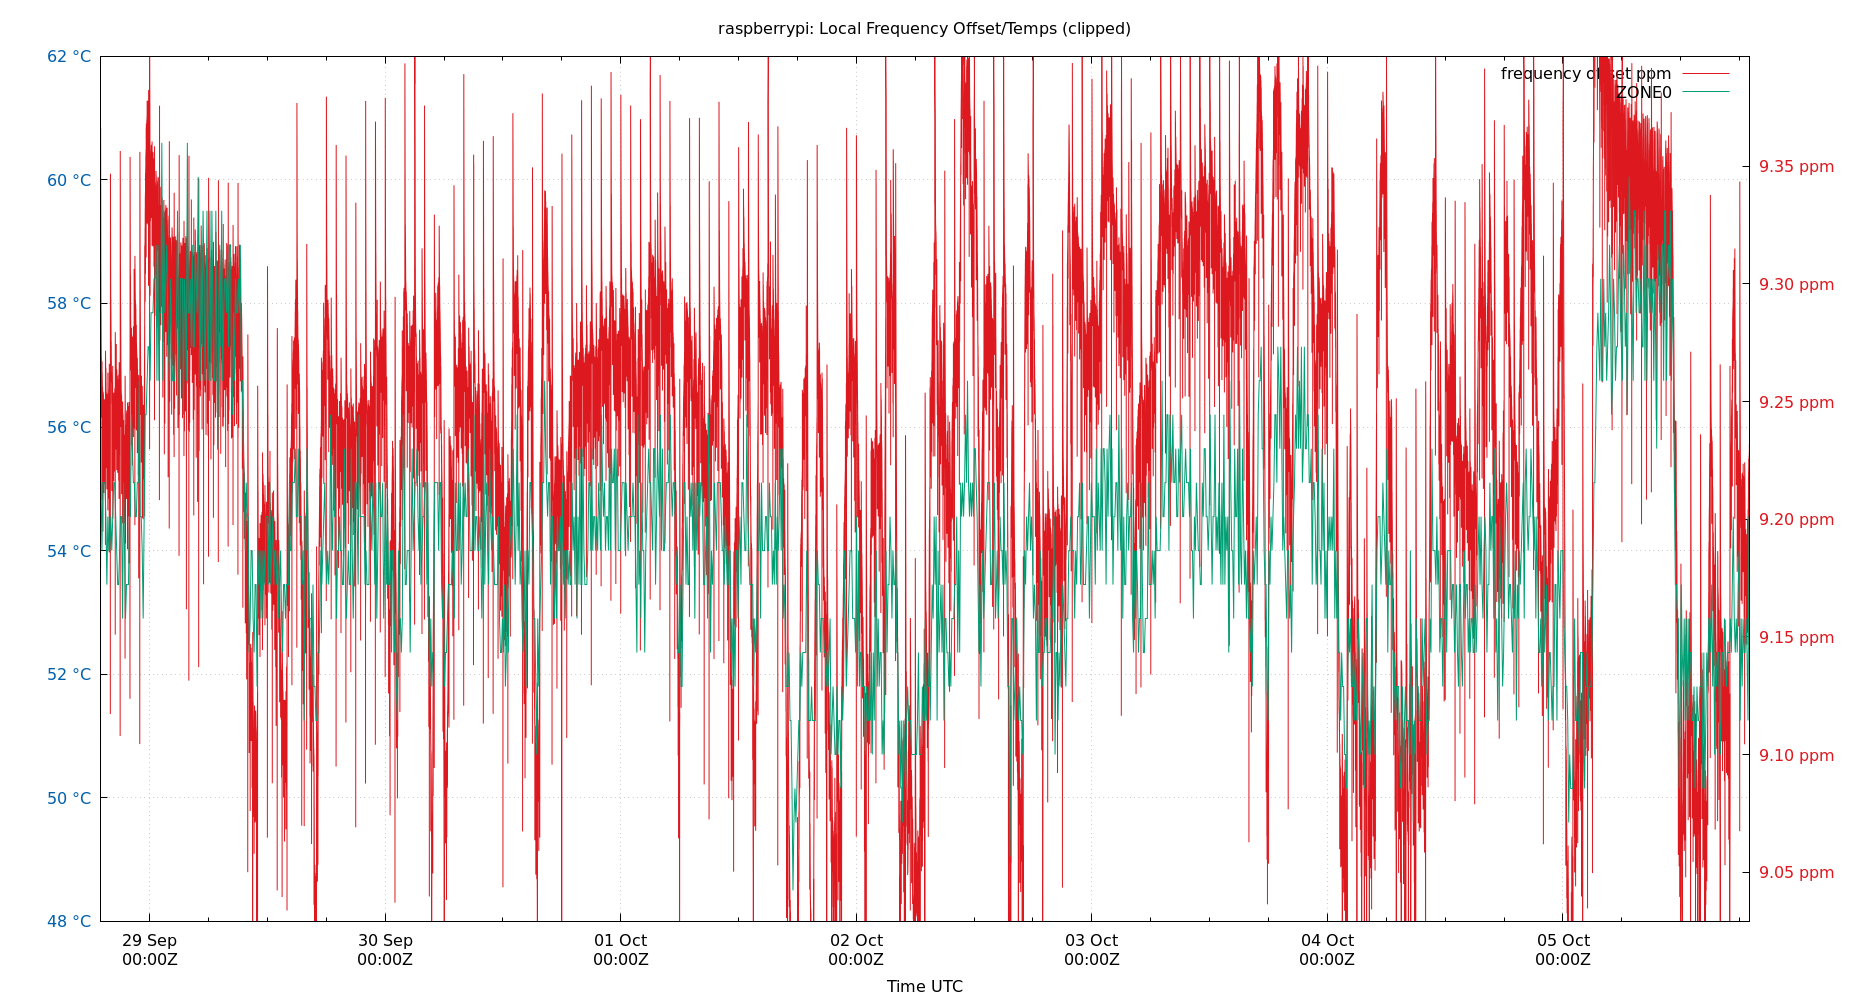 raspberrypi: Local Frequency Offset/Temps (clipped)
62 °C
60 °C
58 °C
56 °C
54 °C
52 °C
50 °C
48 °C
frequency offset ppm
ZONE0
9.35 ppm
9.30 ppm
9.25 ppm
9.20 ppm
9.15 ppm
9.10 ppm
9.05 ppm
29 Sep
00:00Z
30 Sep
00:00Z
01 Oct
00:00Z
02 Oct
00:00Z
03 Oct
00:00Z
04 Oct
00:00Z
05 Oct
00:00Z
Time UTC